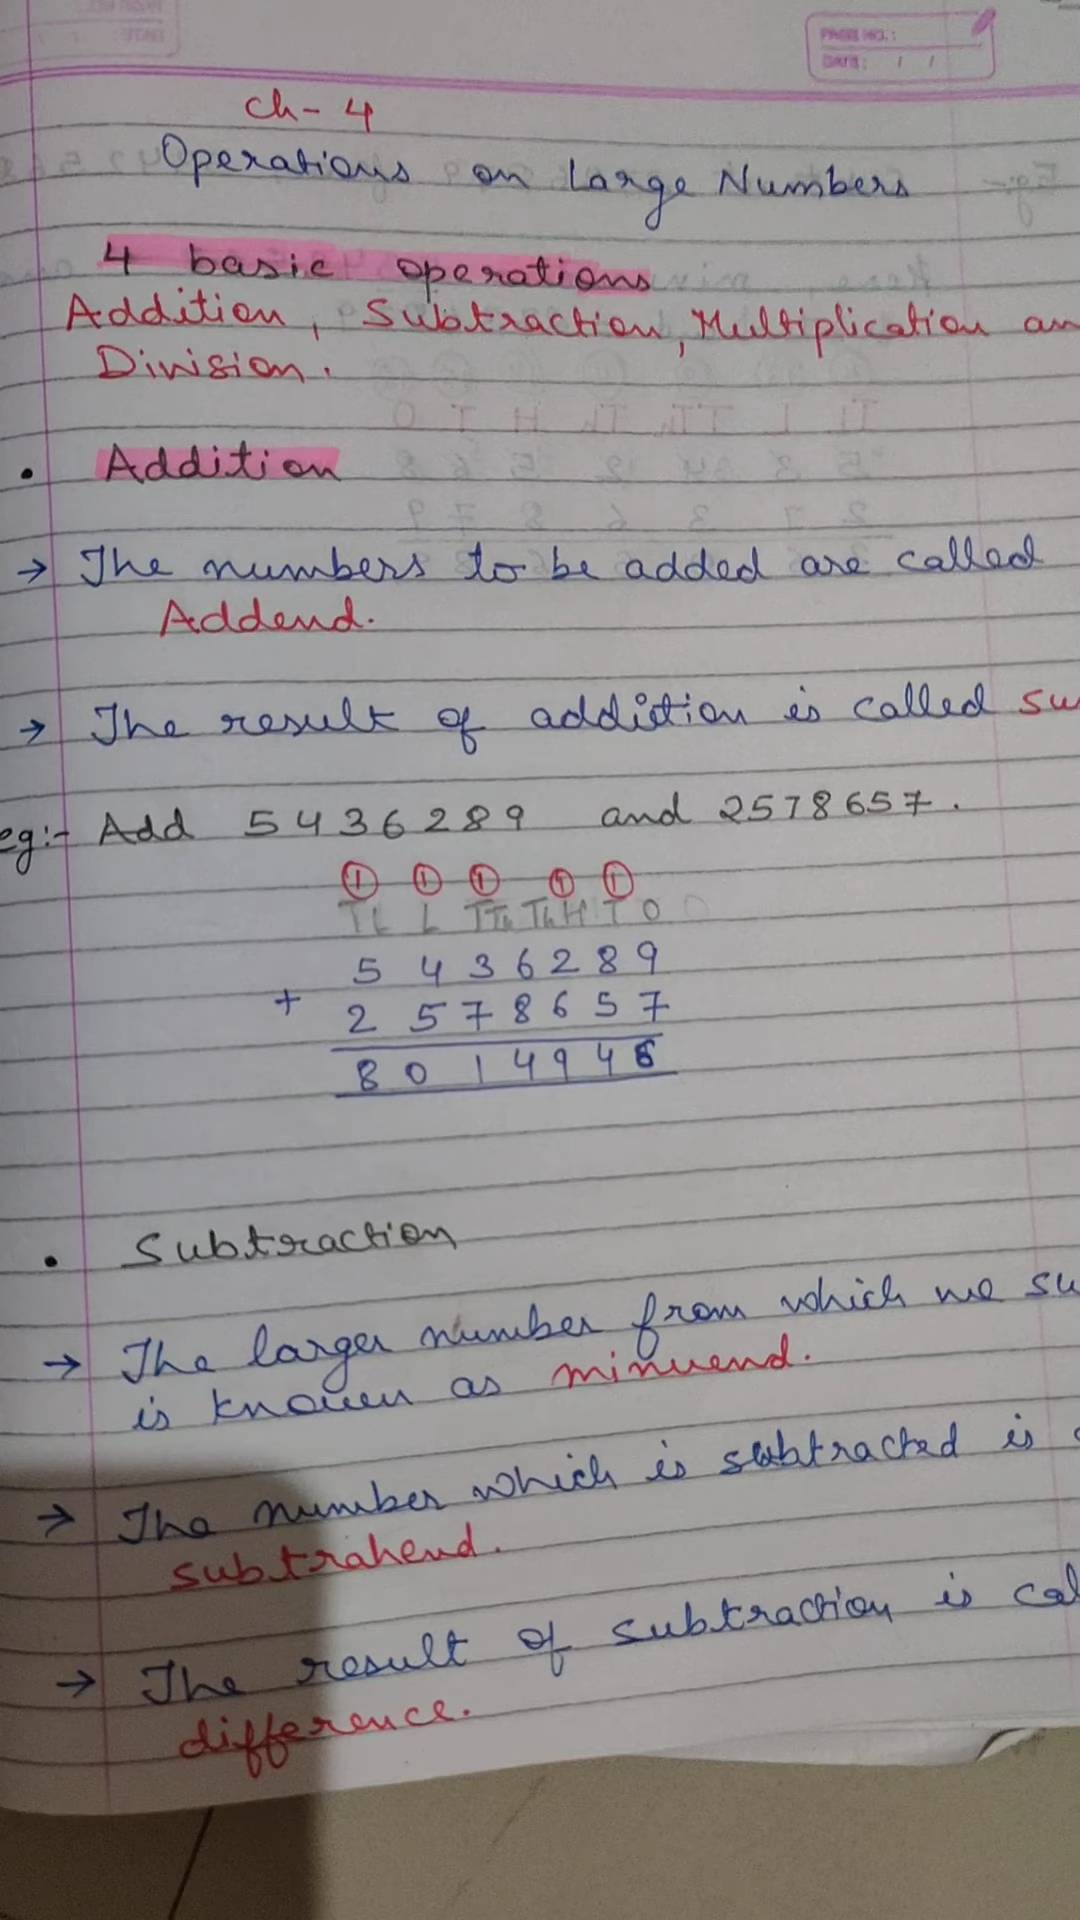 PAGE NO.:
DATE: / /
Ch- 4
Operations on Large Numbers
4 basic operations
Addition, Subtraction, Multiplication an
Division.
• Addition
→ The numbers to be added are called
Addend.
→ The result of addiction is called su
eg:- Add 5436289 and 2578657.
1 1 1 1 1
TL L TTh Th H T O
5 4 3 6 2 8 9
+ 2 5 7 8 6 5 7
8 0 1 4 9 4 6
• Subtraction
→ The larger number from which we su
is known as minuend.
→ The number which is subtracted is
subtrahend.
→ The result of subtraction is cal
difference.